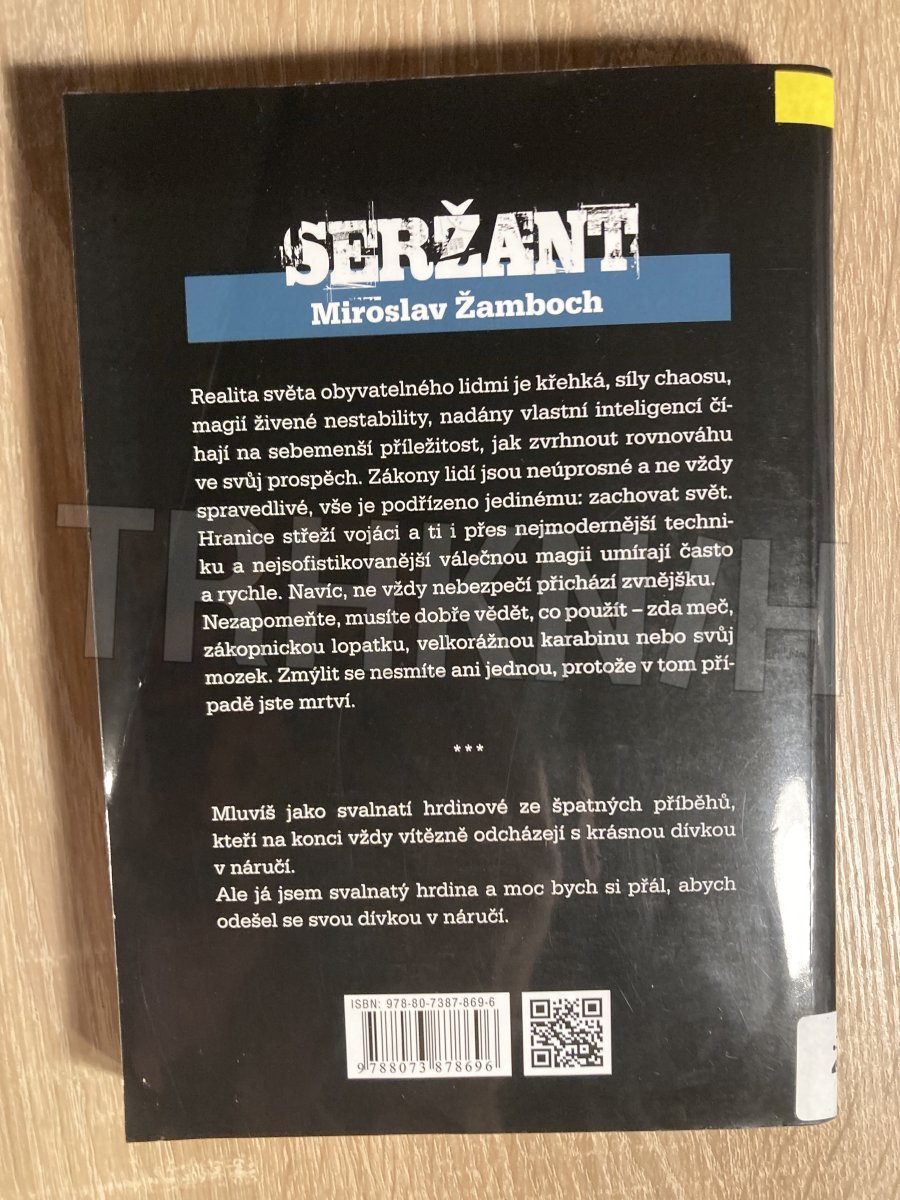 SERŽANT
Miroslav Žamboch
Realita světa obyvatelného lidmi je křehká, síly chaosu,
magií živené nestability, nadány vlastní inteligencí čí-
hají na sebemenší příležitost, jak zvrhnout rovnováhu
ve svůj prospěch. Zákony lidí jsou neúprosné a ne vždy
spravedlivé, vše je podřízeno jedinému: zachovat svět.
Hranice střeží vojáci a ti i přes nejmodernější techni-
ku a nejsofistikovanější válečnou magii umírají často
a rychle. Navíc, ne vždy nebezpečí přichází zvnějšku.
Nezapomeňte, musíte dobře vědět, co použít – zda meč,
zákopnickou lopatku, velkorážnou karabinu nebo svůj
mozek. Zmýlit se nesmíte ani jednou, protože v tom pří-
padě jste mrtví.
***
Mluvíš jako svalnatí hrdinové ze špatných příběhů,
kteří na konci vždy vítězně odcházejí s krásnou dívkou
v náručí.
Ale já jsem svalnatý hrdina a moc bych si přál, abych
odešel se svou dívkou v náručí.
ISBN: 978-80-7387-869-6
9 788073 878696